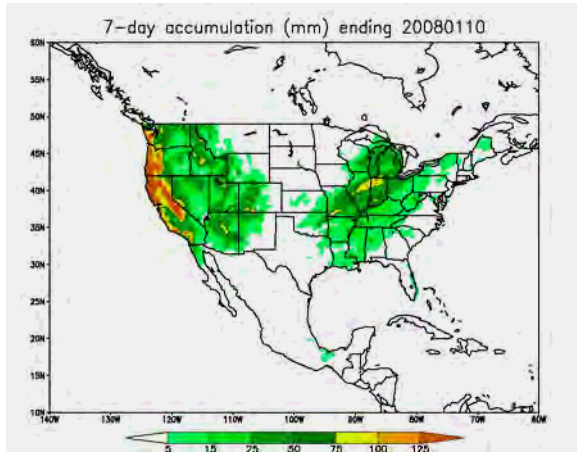 7-day accumulation (mm) ending 20080110
60N
55N
50N
45N
40N
35N
30N
25N
20N
15N
10N
140W 130W 120W 110W 100W 90W 80W 70W 60W
5 15 25 50 75 100 125